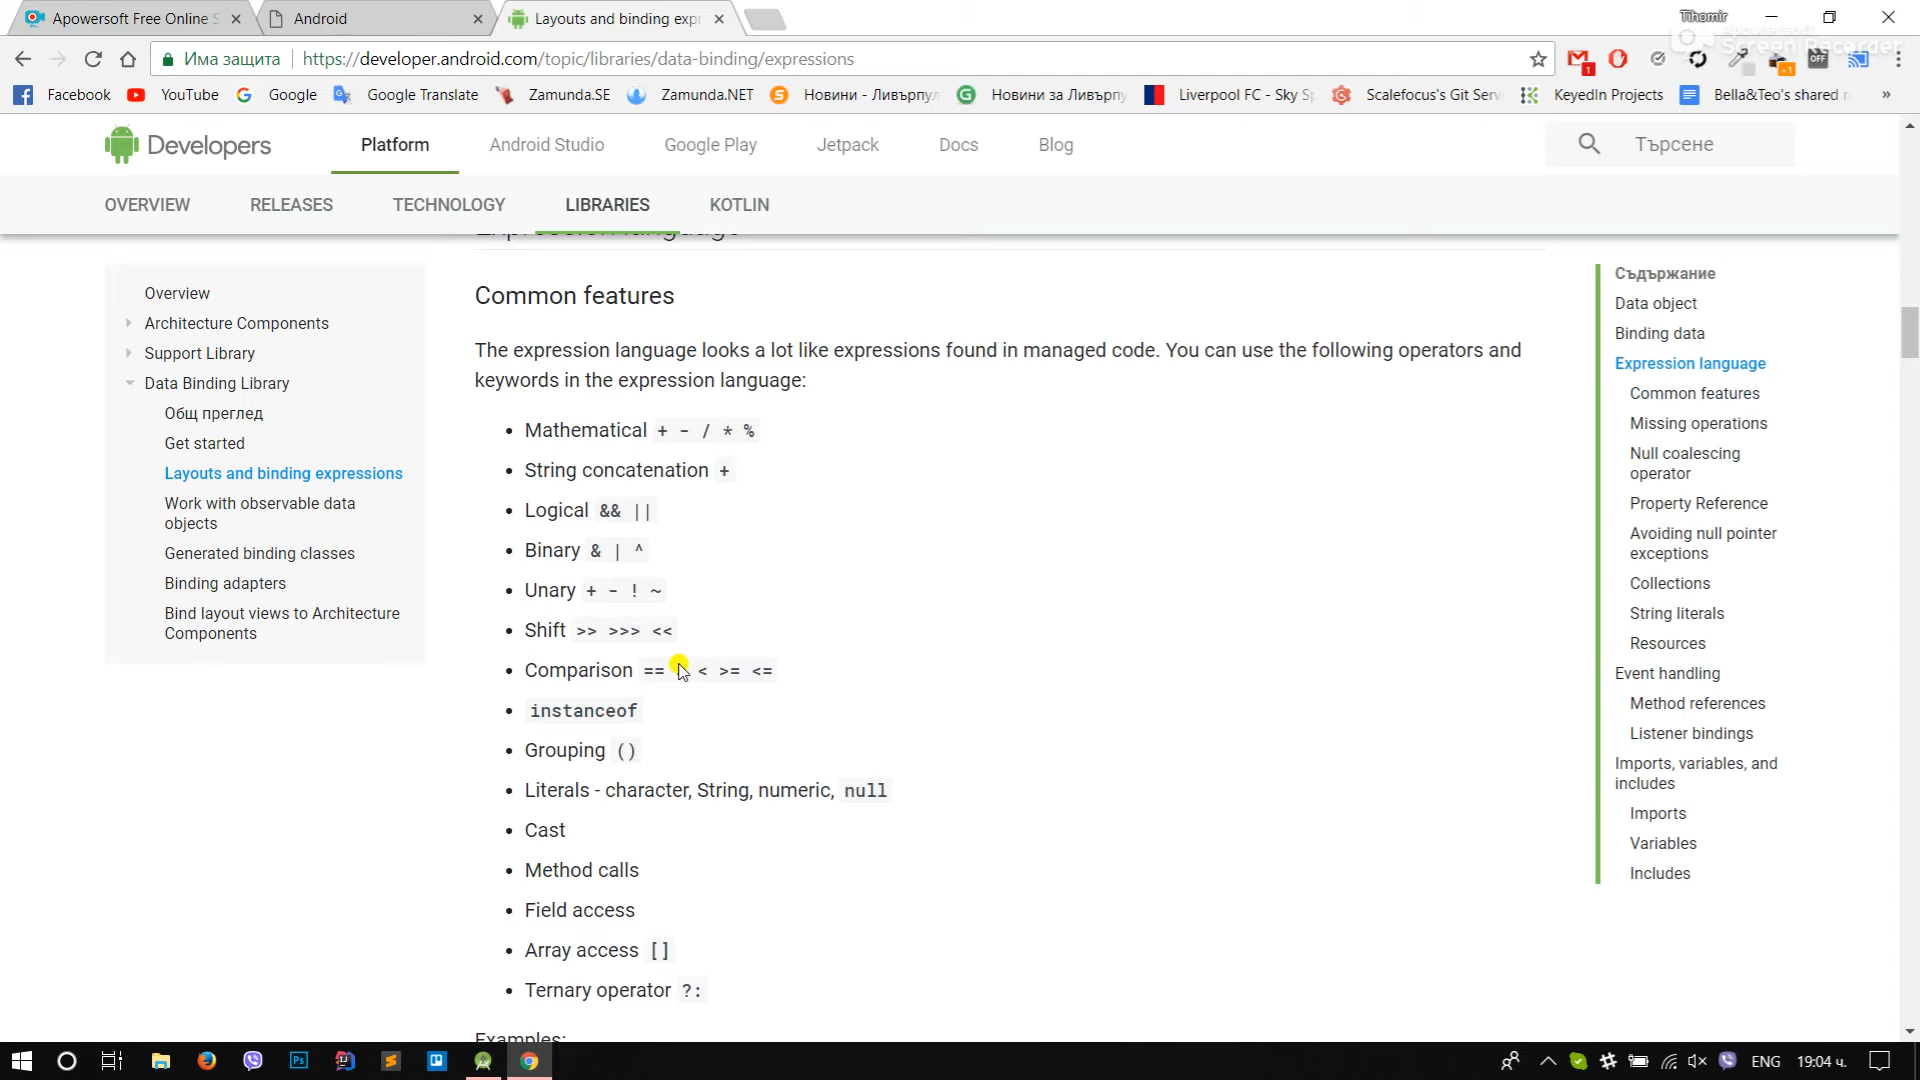 Apowersoft Free Online S
Android
Layouts and binding expr
Tihomir
Има защита
https://developer.android.com/topic/libraries/data-binding/expressions
Facebook
YouTube
Google
Google Translate
Zamunda.SE
Zamunda.NET
Новини - Ливърпул
Новини за Ливърпу
Liverpool FC - Sky Sp
Scalefocus's Git Serv
KeyedIn Projects
Bella&Teo's shared
»
Developers
Platform
Android Studio
Google Play
Jetpack
Docs
Blog
Търсене
OVERVIEW
RELEASES
TECHNOLOGY
LIBRARIES
KOTLIN
Overview
Architecture Components
Support Library
Data Binding Library
Общ преглед
Get started
Layouts and binding expressions
Work with observable data
objects
Generated binding classes
Binding adapters
Bind layout views to Architecture
Components
Expression language
Common features
The expression language looks a lot like expressions found in managed code. You can use the following operators and
keywords in the expression language:
• Mathematical + - / * %
• String concatenation +
• Logical && ||
• Binary & | ^
• Unary + - ! ~
• Shift >> >>> <<
• Comparison == < >= <=
• instanceof
• Grouping ()
• Literals - character, String, numeric, null
• Cast
• Method calls
• Field access
• Array access []
• Ternary operator ?:
Examples:
Съдържание
Data object
Binding data
Expression language
Common features
Missing operations
Null coalescing
operator
Property Reference
Avoiding null pointer
exceptions
Collections
String literals
Resources
Event handling
Method references
Listener bindings
Imports, variables, and
includes
Imports
Variables
Includes
ENG
19:04 ч.